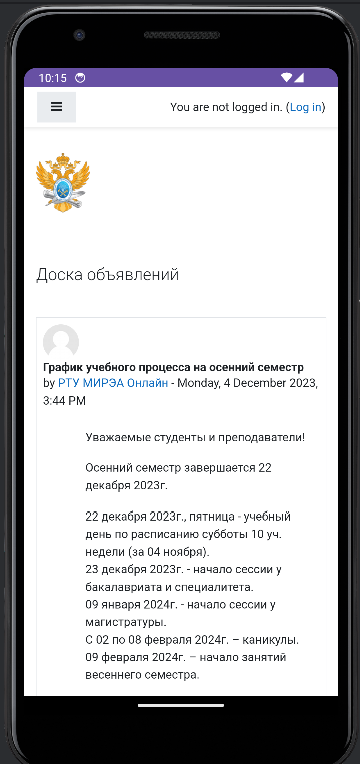 10:15
You are not logged in. (Log in)
Доска объявлений
График учебного процесса на осенний семестр
by РТУ МИРЭА Онлайн - Monday, 4 December 2023,
3:44 PM
Уважаемые студенты и преподаватели!
Осенний семестр завершается 22
декабря 2023г.
22 декабря 2023г., пятница - учебный
день по расписанию субботы 10 уч.
недели (за 04 ноября).
23 декабря 2023г. - начало сессии у
бакалавриата и специалитета.
09 января 2024г. - начало сессии у
магистратуры.
С 02 по 08 февраля 2024г. – каникулы.
09 февраля 2024г. – начало занятий
весеннего семестра.